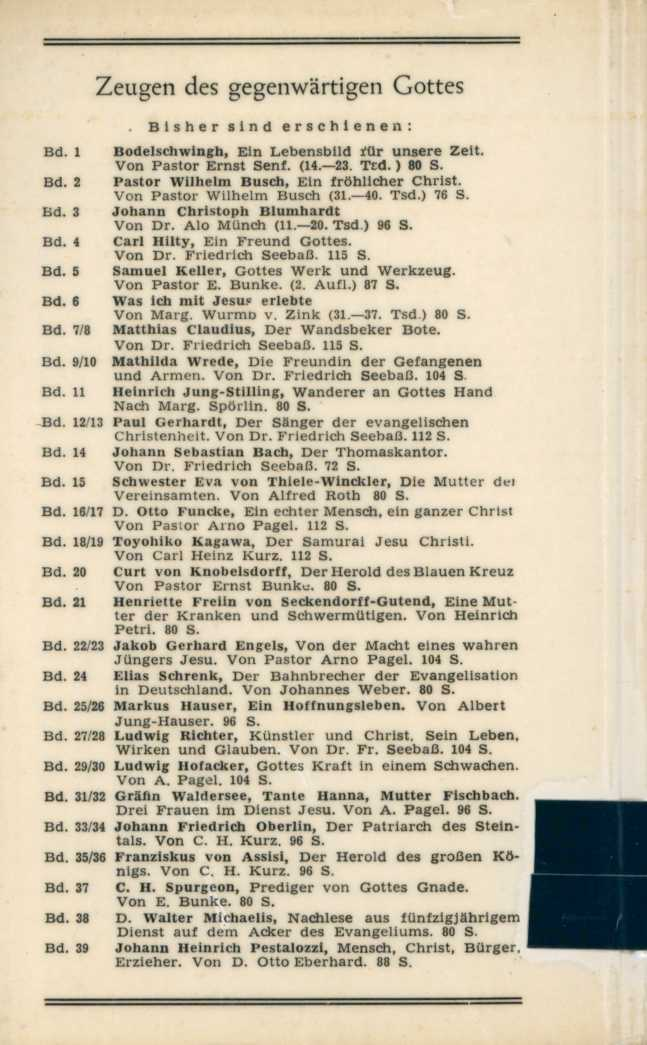 Zeugen des gegenwärtigen Gottes
Bisher sind erschienen:
Bd. 1 Bodelschwingh, Ein Lebensbild für unsere Zeit.
Von Pastor Ernst Senf. (14.—23. Tsd.) 80 S.
Bd. 2 Pastor Wilhelm Busch, Ein fröhlicher Christ.
Von Pastor Wilhelm Busch (31.—40. Tsd.) 76 S.
Bd. 3 Johann Christoph Blumhardt
Von Dr. Alo Münch (11.—20. Tsd.) 96 S.
Bd. 4 Carl Hilty, Ein Freund Gottes.
Von Dr. Friedrich Seebaß. 115 S.
Bd. 5 Samuel Keller, Gottes Werk und Werkzeug.
Von Pastor E. Bunke. (2. Aufl.) 87 S.
Bd. 6 Was ich mit Jesus erlebte
Von Marg. Wurmb v. Zink (31.—37. Tsd.) 80 S.
Bd. 7/8 Matthias Claudius, Der Wandsbeker Bote.
Von Dr. Friedrich Seebaß. 115 S.
Bd. 9/10 Mathilda Wrede, Die Freundin der Gefangenen
und Armen. Von Dr. Friedrich Seebaß. 104 S.
Bd. 11 Heinrich Jung-Stilling, Wanderer an Gottes Hand
Nach Marg. Spörlin. 80 S.
Bd. 12/13 Paul Gerhardt, Der Sänger der evangelischen
Christenheit. Von Dr. Friedrich Seebaß. 112 S.
Bd. 14 Johann Sebastian Bach, Der Thomaskantor.
Von Dr. Friedrich Seebaß. 72 S.
Bd. 15 Schwester Eva von Thiele-Winckler, Die Mutter der
Vereinsamten. Von Alfred Roth 80 S.
Bd. 16/17 D. Otto Funcke, Ein echter Mensch, ein ganzer Christ
Von Pastor Arno Pagel. 112 S.
Bd. 18/19 Toyohiko Kagawa, Der Samurai Jesu Christi.
Von Carl Heinz Kurz. 112 S.
Bd. 20 Curt von Knobelsdorff, Der Herold des Blauen Kreuz
Von Pastor Ernst Bunke. 80 S.
Bd. 21 Henriette Freiin von Seckendorff-Gutend, Eine Mut-
ter der Kranken und Schwermütigen. Von Heinrich
Petri. 80 S.
Bd. 22/23 Jakob Gerhard Engels, Von der Macht eines wahren
Jüngers Jesu. Von Pastor Arno Pagel. 104 S.
Bd. 24 Elias Schrenk, Der Bahnbrecher der Evangelisation
in Deutschland. Von Johannes Weber. 80 S.
Bd. 25/26 Markus Hauser, Ein Hoffnungsleben. Von Albert
Jung-Hauser. 96 S.
Bd. 27/28 Ludwig Richter, Künstler und Christ, Sein Leben,
Wirken und Glauben. Von Dr. Fr. Seebaß. 104 S.
Bd. 29/30 Ludwig Hofacker, Gottes Kraft in einem Schwachen.
Von A. Pagel. 104 S.
Bd. 31/32 Gräfin Waldersee, Tante Hanna, Mutter Fischbach.
Drei Frauen im Dienst Jesu. Von A. Pagel. 96 S.
Bd. 33/34 Johann Friedrich Oberlin, Der Patriarch des Stein-
tals. Von C. H. Kurz. 96 S.
Bd. 35/36 Franziskus von Assisi, Der Herold des großen Kö-
nigs. Von C. H. Kurz. 96 S.
Bd. 37 C. H. Spurgeon, Prediger von Gottes Gnade.
Von E. Bunke. 80 S.
Bd. 38 D. Walter Michaelis, Nachlese aus fünfzigjährigem
Dienst auf dem Acker des Evangeliums. 80 S.
Bd. 39 Johann Heinrich Pestalozzi, Mensch, Christ, Bürger,
Erzieher. Von D. Otto Eberhard. 88 S.